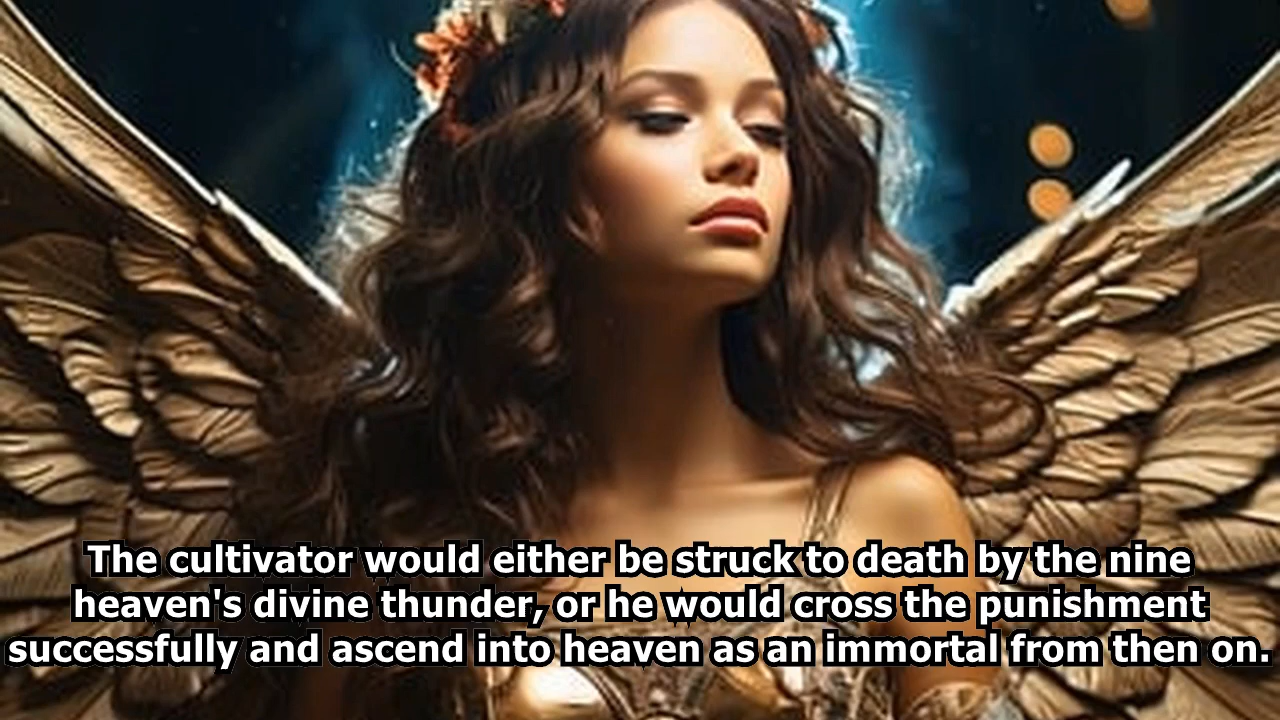 The cultivator would either be struck to death by the nine
heaven's divine thunder, or he would cross the punishment
successfully and ascend into heaven as an immortal from then on.